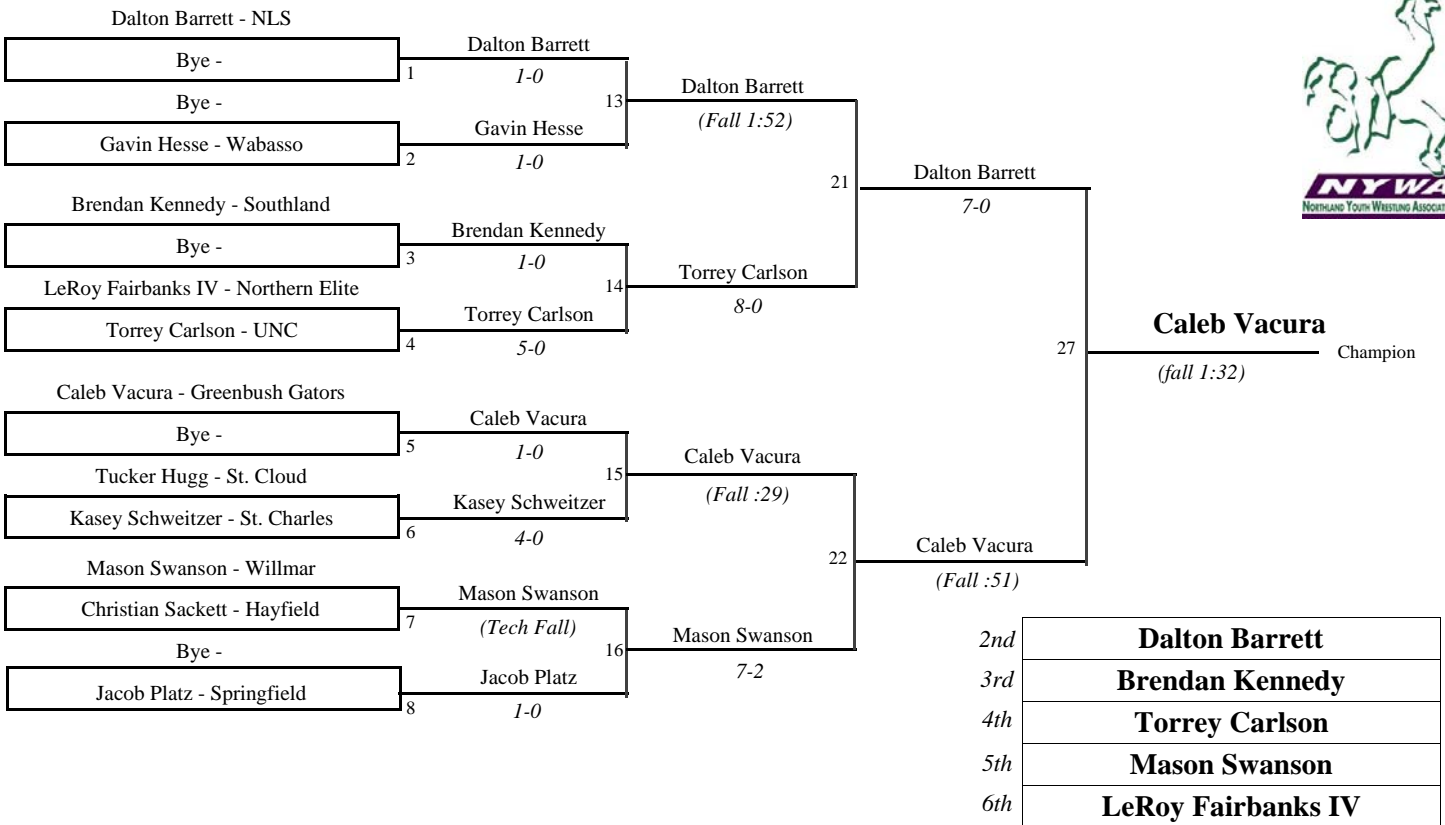 Dalton Barrett - NLS
Bye -
1
Bye -
Gavin Hesse - Wabasso
2
Brendan Kennedy - Southland
Bye -
3
LeRoy Fairbanks IV - Northern Elite
Torrey Carlson - UNC
4
Caleb Vacura - Greenbush Gators
Bye -
5
Tucker Hugg - St. Cloud
Kasey Schweitzer - St. Charles
6
Mason Swanson - Willmar
Christian Sackett - Hayfield
7
Bye -
Jacob Platz - Springfield
8
Dalton Barrett
1-0
13
Gavin Hesse
1-0
Brendan Kennedy
1-0
14
Torrey Carlson
5-0
Caleb Vacura
1-0
15
Kasey Schweitzer
4-0
Mason Swanson
(Tech Fall)
16
Jacob Platz
1-0
Dalton Barrett
(Fall 1:52)
21
Torrey Carlson
8-0
Caleb Vacura
(Fall :29)
22
Mason Swanson
7-2
Dalton Barrett
7-0
27
Caleb Vacura
(Fall :51)
Caleb Vacura
Champion
(fall 1:32)
NYWA
NORTHLAND YOUTH WRESTLING ASSOCIAT
2nd Dalton Barrett
3rd Brendan Kennedy
4th Torrey Carlson
5th Mason Swanson
6th LeRoy Fairbanks IV